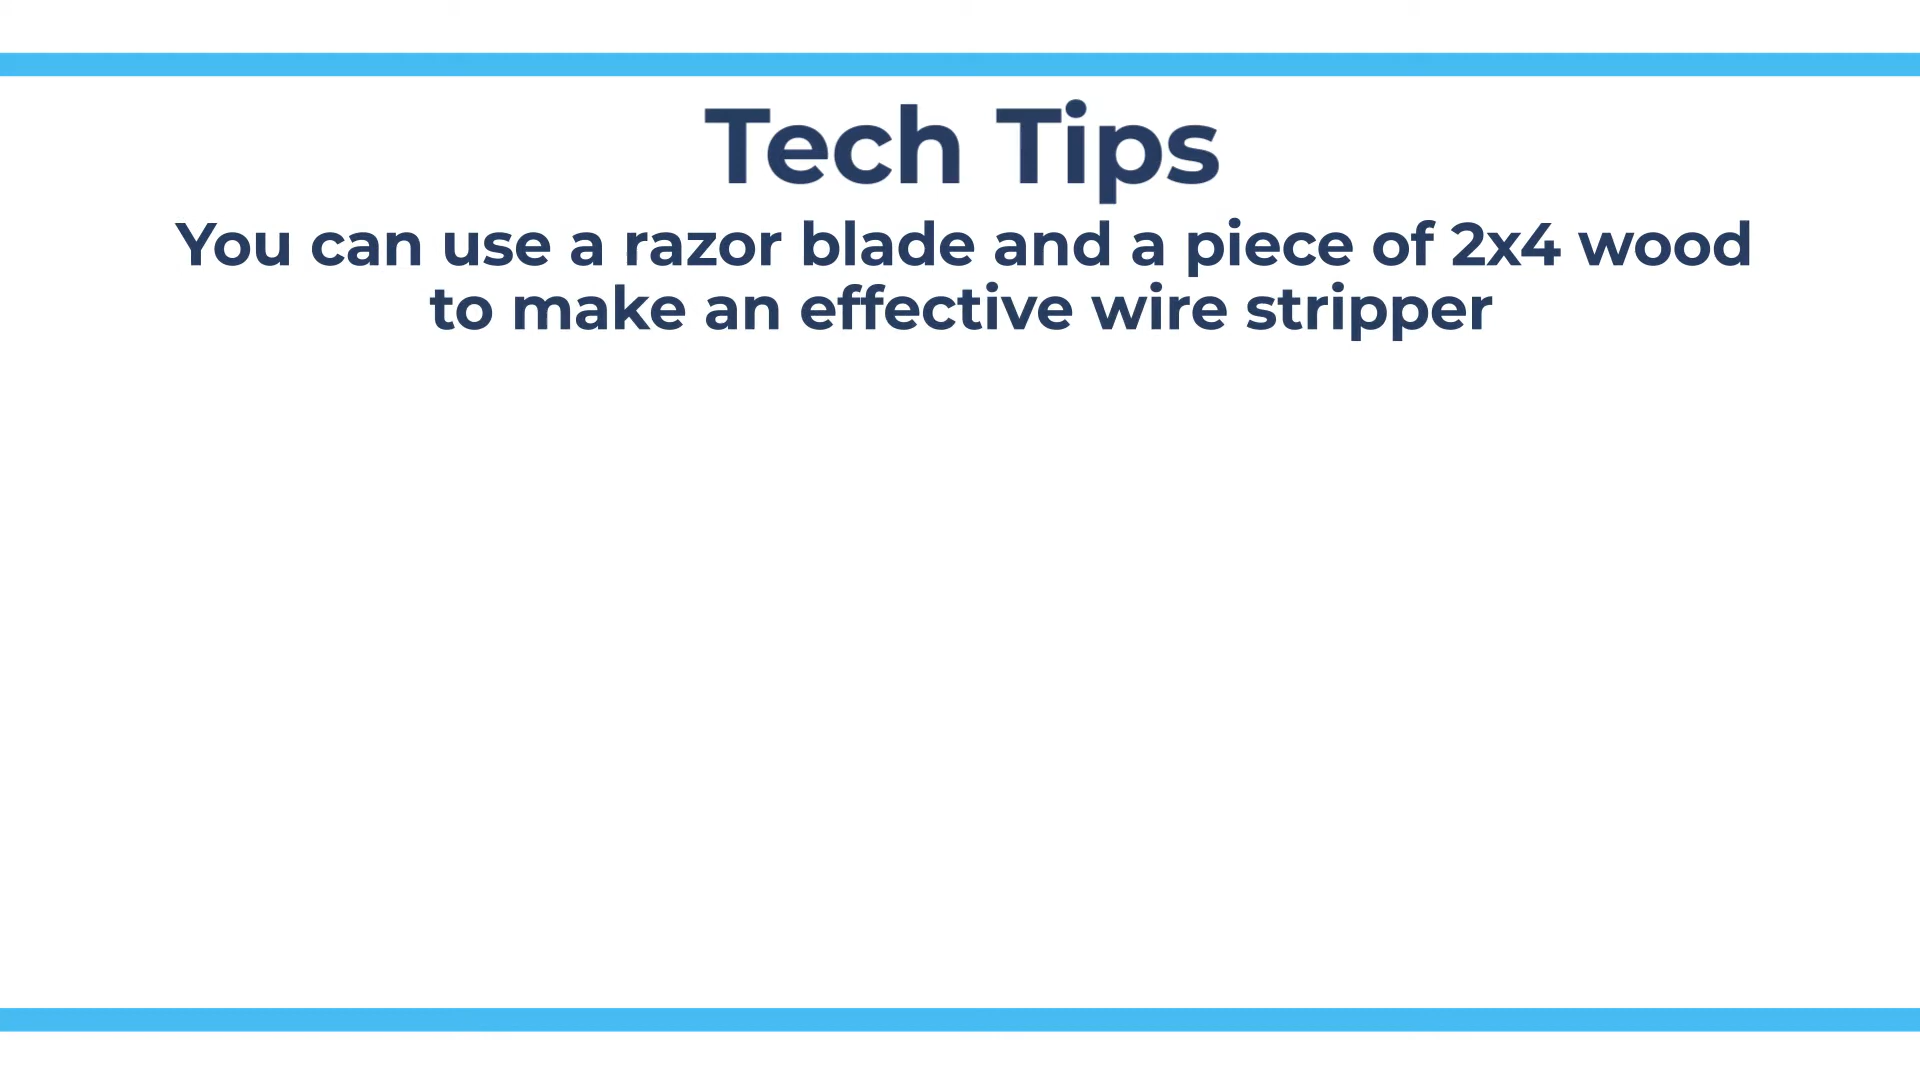 Tech Tips
You can use a razor blade and a piece of 2x4 wood
to make an effective wire stripper